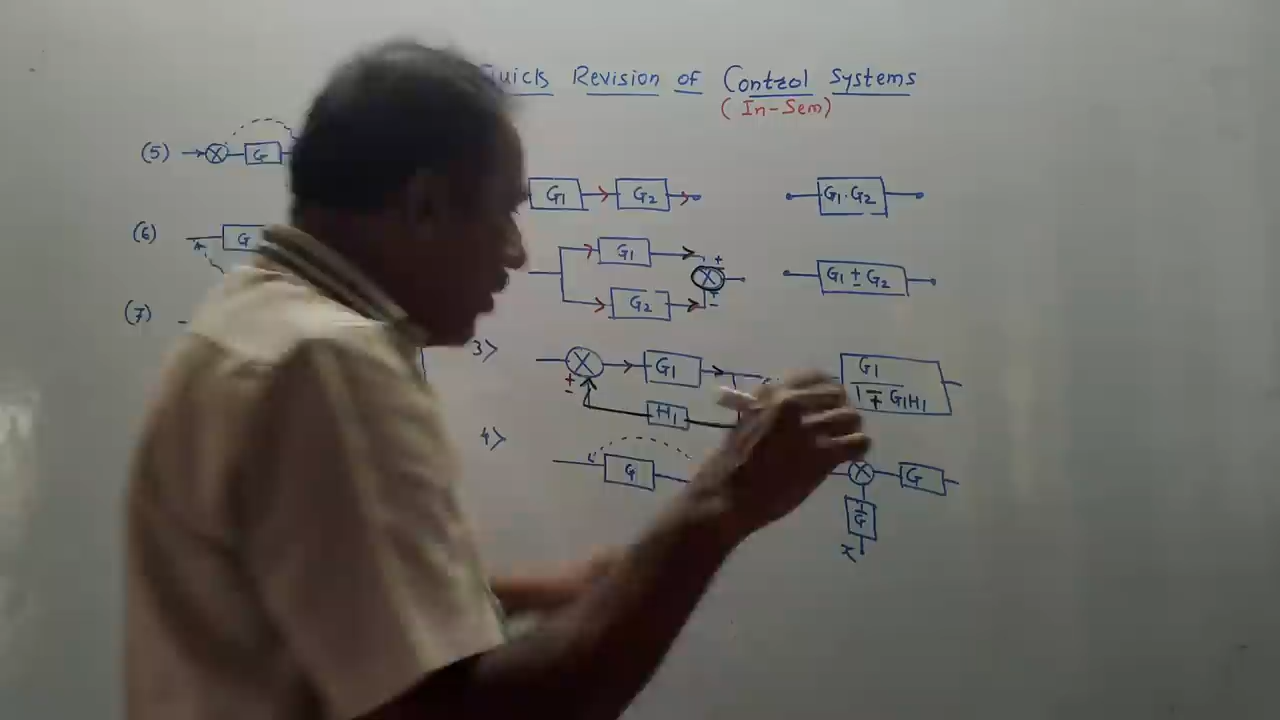 Quick Revision of Control Systems
(In-Sem)
(5) G
G1 G2 G1.G2
(6) G
G1 +
G2 ± G1 ± G2
(7)
3> G1 G1
± H1 1 ∓ G1H1
4> G G
1/G
x